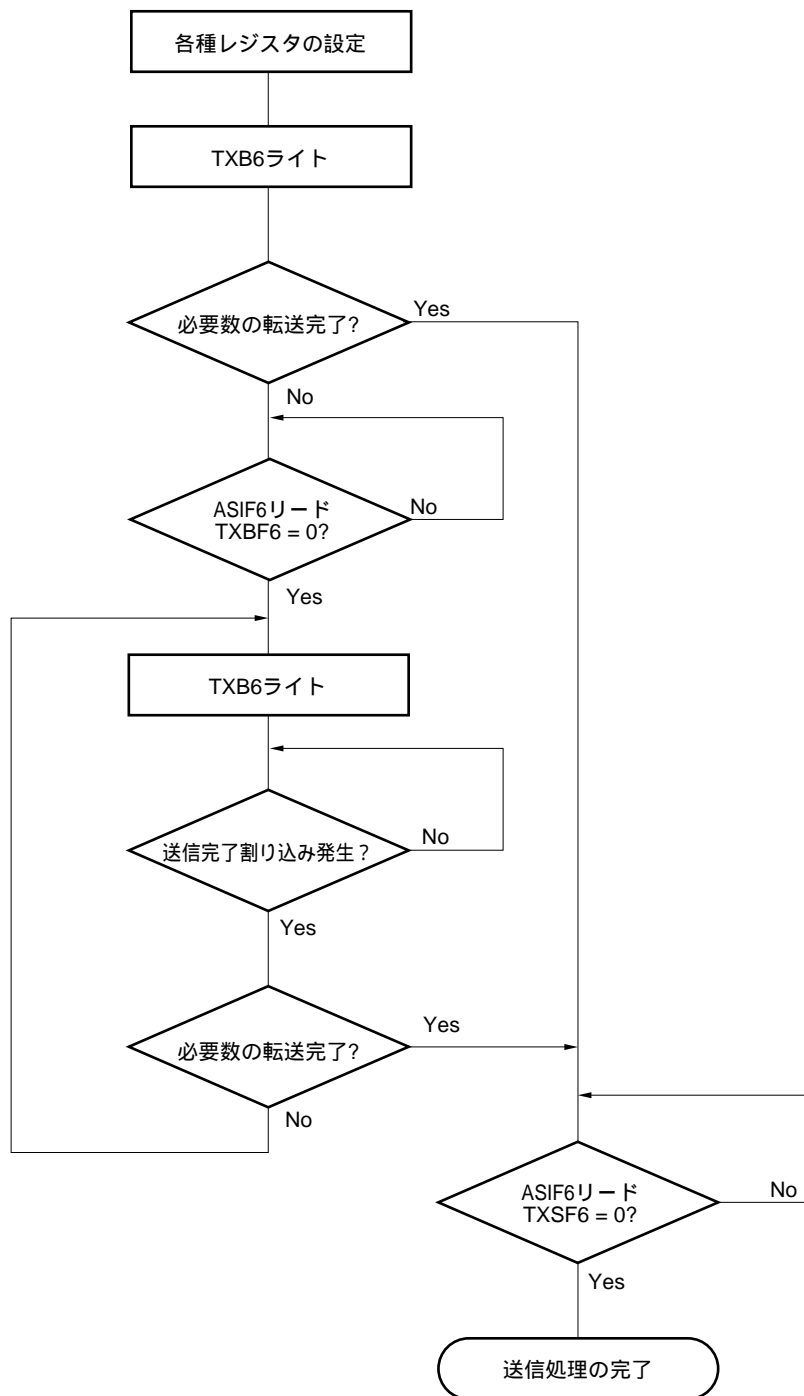 各種レジスタの設定
TXB6ライト
必要数の転送完了?
Yes
No
ASIF6リード
TXBF6 = 0?
No
Yes
TXB6ライト
送信完了割り込み発生？
No
Yes
必要数の転送完了?
Yes
No
ASIF6リード
TXSF6 = 0?
No
Yes
送信処理の完了